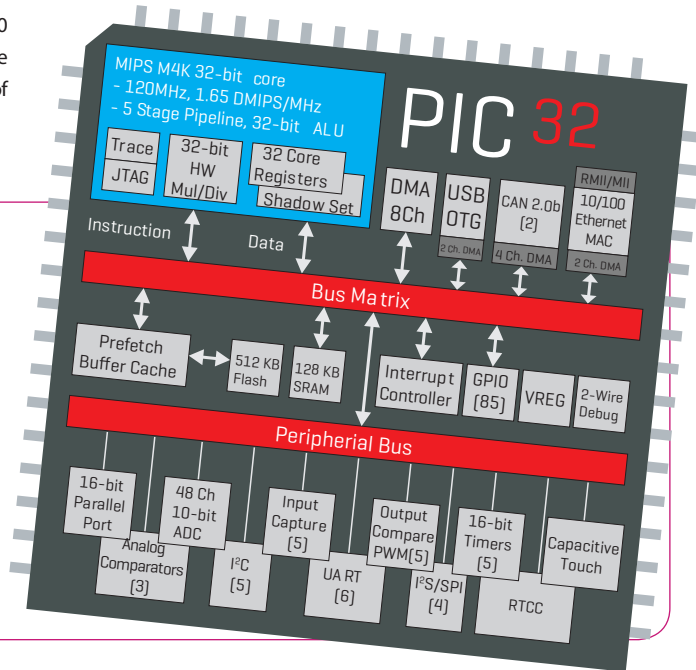 0
e
of
MIPS M4K 32-bit core
- 120MHz, 1.65 DMIPS/MHz
- 5 Stage Pipeline, 32-bit ALU
Trace
JTAG
32-bit
HW
Mul/Div
32 Core
Registers
Shadow Set
PIC 32
DMA
8Ch
USB
OTG
2 Ch. DMA
CAN 2.0b
(2)
4 Ch. DMA
RMII/MII
10/100
Ethernet
MAC
2 Ch. DMA
Instruction
Data
Bus Matrix
Prefetch
Buffer Cache
512 KB
Flash
128 KB
SRAM
Interrupt
Controller
GPIO
(85)
VREG
2-Wire
Debug
Peripherial Bus
16-bit
Parallel
Port
Analog
Comparators
(3)
48 Ch
10-bit
ADC
I²C
(5)
Input
Capture
(5)
UA RT
(6)
Output
Compare
PWM(5)
I²S/SPI
(4)
16-bit
Timers
(5)
RTCC
Capacitive
Touch